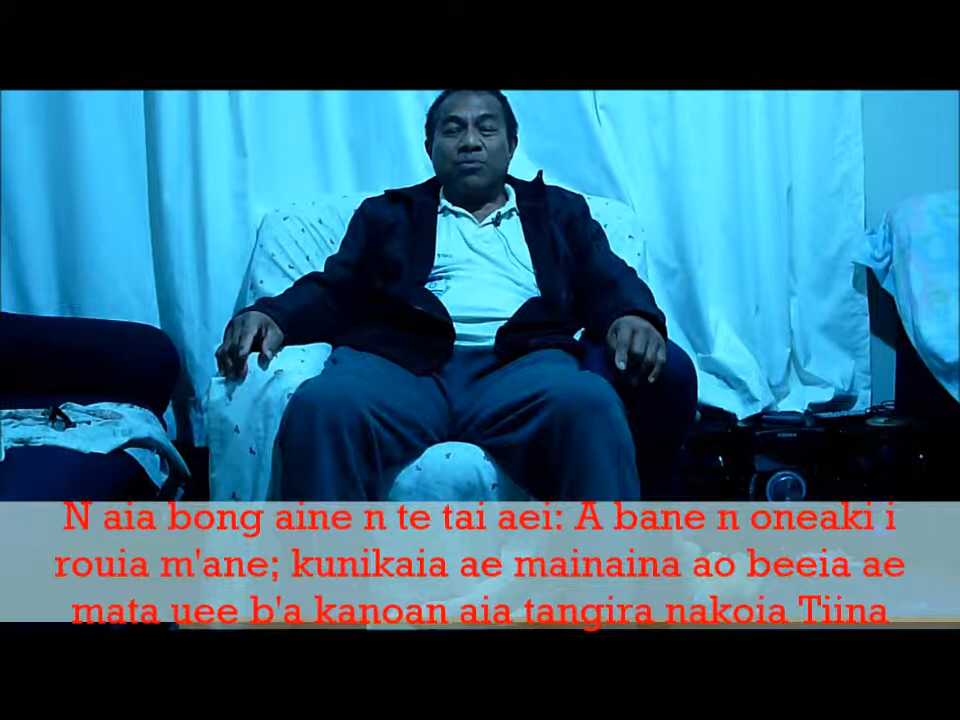 N aia bong aine n te tai aei: A bane n oneaki i
rouia m'ane; kunikaia ae mainaina ao beeia ae
mata uee b'a kanoan aia tangira nakoia Tiina